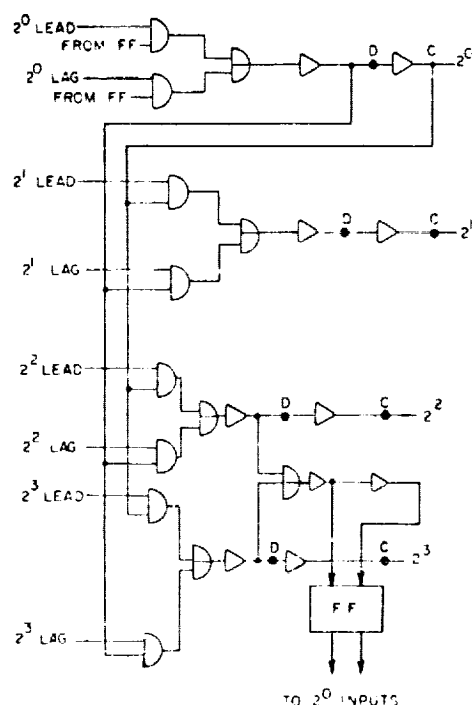 2⁰ LEAD
FROM FF
D
C
2⁰
2⁰ LAG
FROM FF
2¹ LEAD
D
C
2¹
2¹ LAG
2² LEAD
D
C
2²
2² LAG
2³ LEAD
D
C
2³
FF
2³ LAG
TO 2⁰ INPUTS